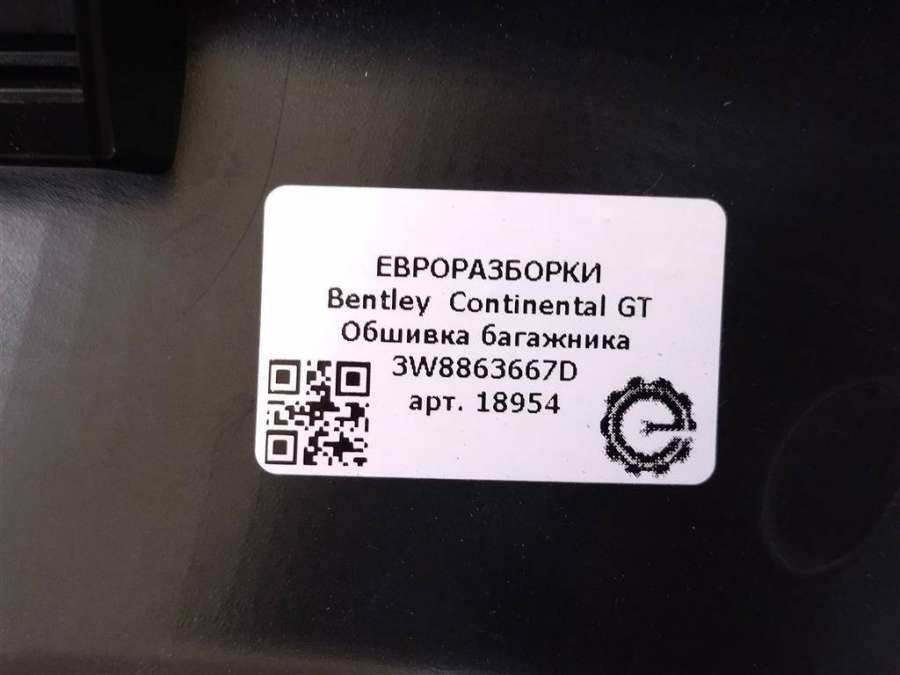 ЕВРОРАЗБОРКИ
Bentley Continental GT
Обшивка багажника
3W8863667D
арт. 18954